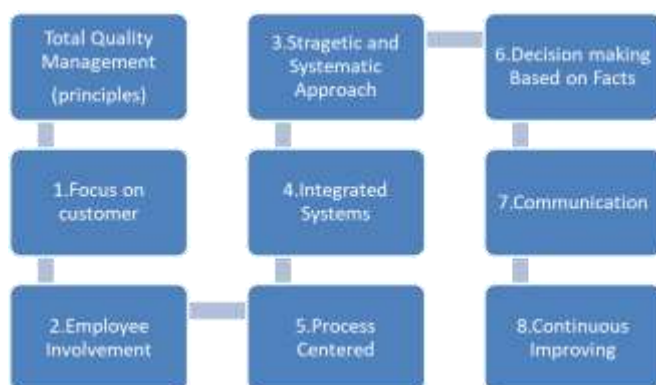 Total Quality
Management
(principles)
1.Focus on
customer
2.Employee
Involvement
3.Stragetic and
Systematic
Approach
4.Integrated
Systems
5.Process
Centered
6.Decision making
Based on Facts
7.Communication
8.Continuous
Improving